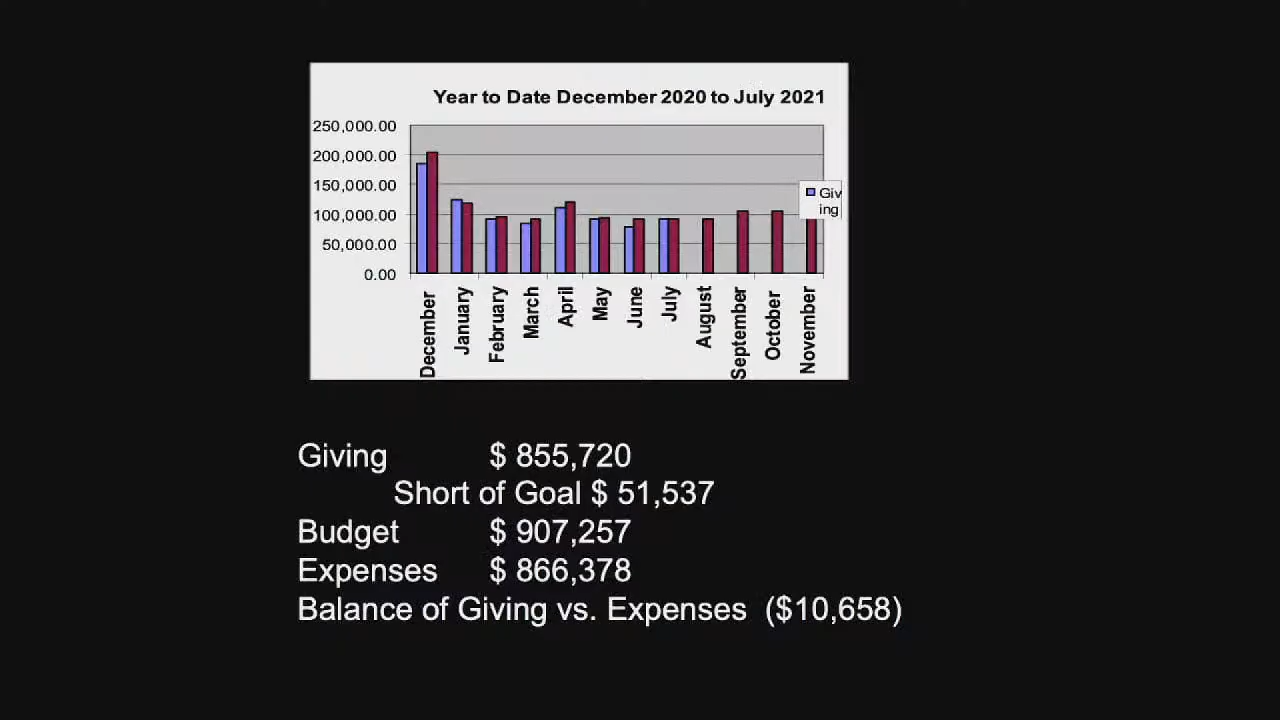 Year to Date December 2020 to July 2021
250,000.00
200,000.00
150,000.00
100,000.00
50,000.00
0.00
Giv
ing
December
January
February
March
April
May
June
July
August
September
October
November
Giving $ 855,720
Short of Goal $ 51,537
Budget $ 907,257
Expenses $ 866,378
Balance of Giving vs. Expenses ($10,658)